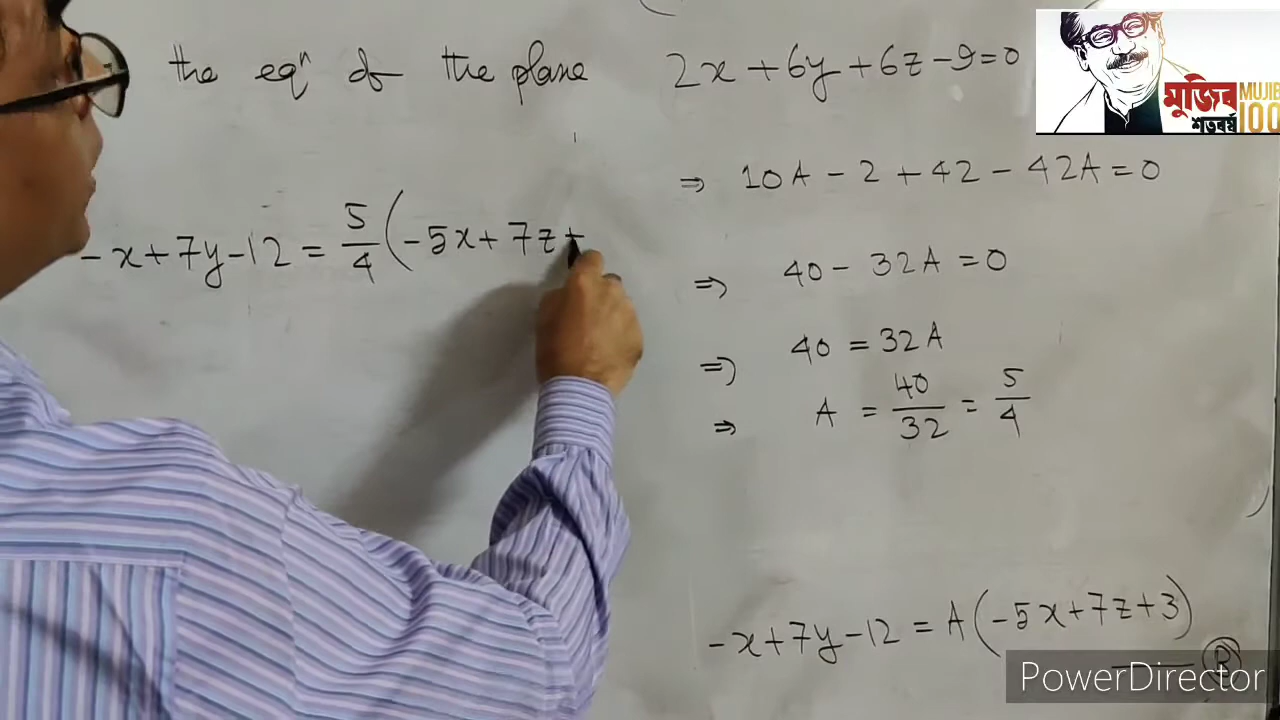 the eqⁿ of the plane 2x + 6y + 6z - 9 = 0
⇒ 10A - 2 + 42 - 42A = 0
-x + 7y - 12 = 5/4 (-5x + 7z +
⇒ 40 - 32A = 0
⇒ 40 = 32A
⇒ A = 40/32 = 5/4
-x + 7y - 12 = A(-5x + 7z + 3)
R
মুজিব
শতবর্ষ
MUJIB
100
PowerDirector